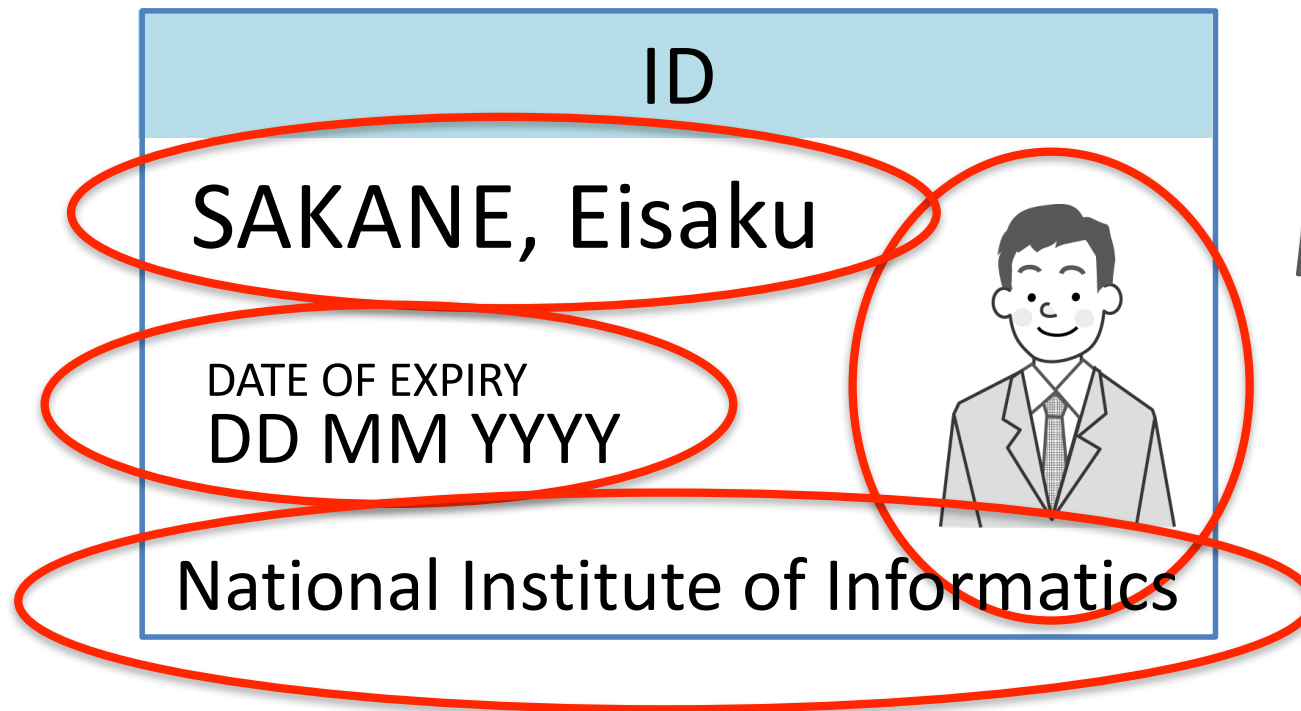 ID
SAKANE, Eisaku
DATE OF EXPIRY
DD MM YYYY
National Institute of Informatics